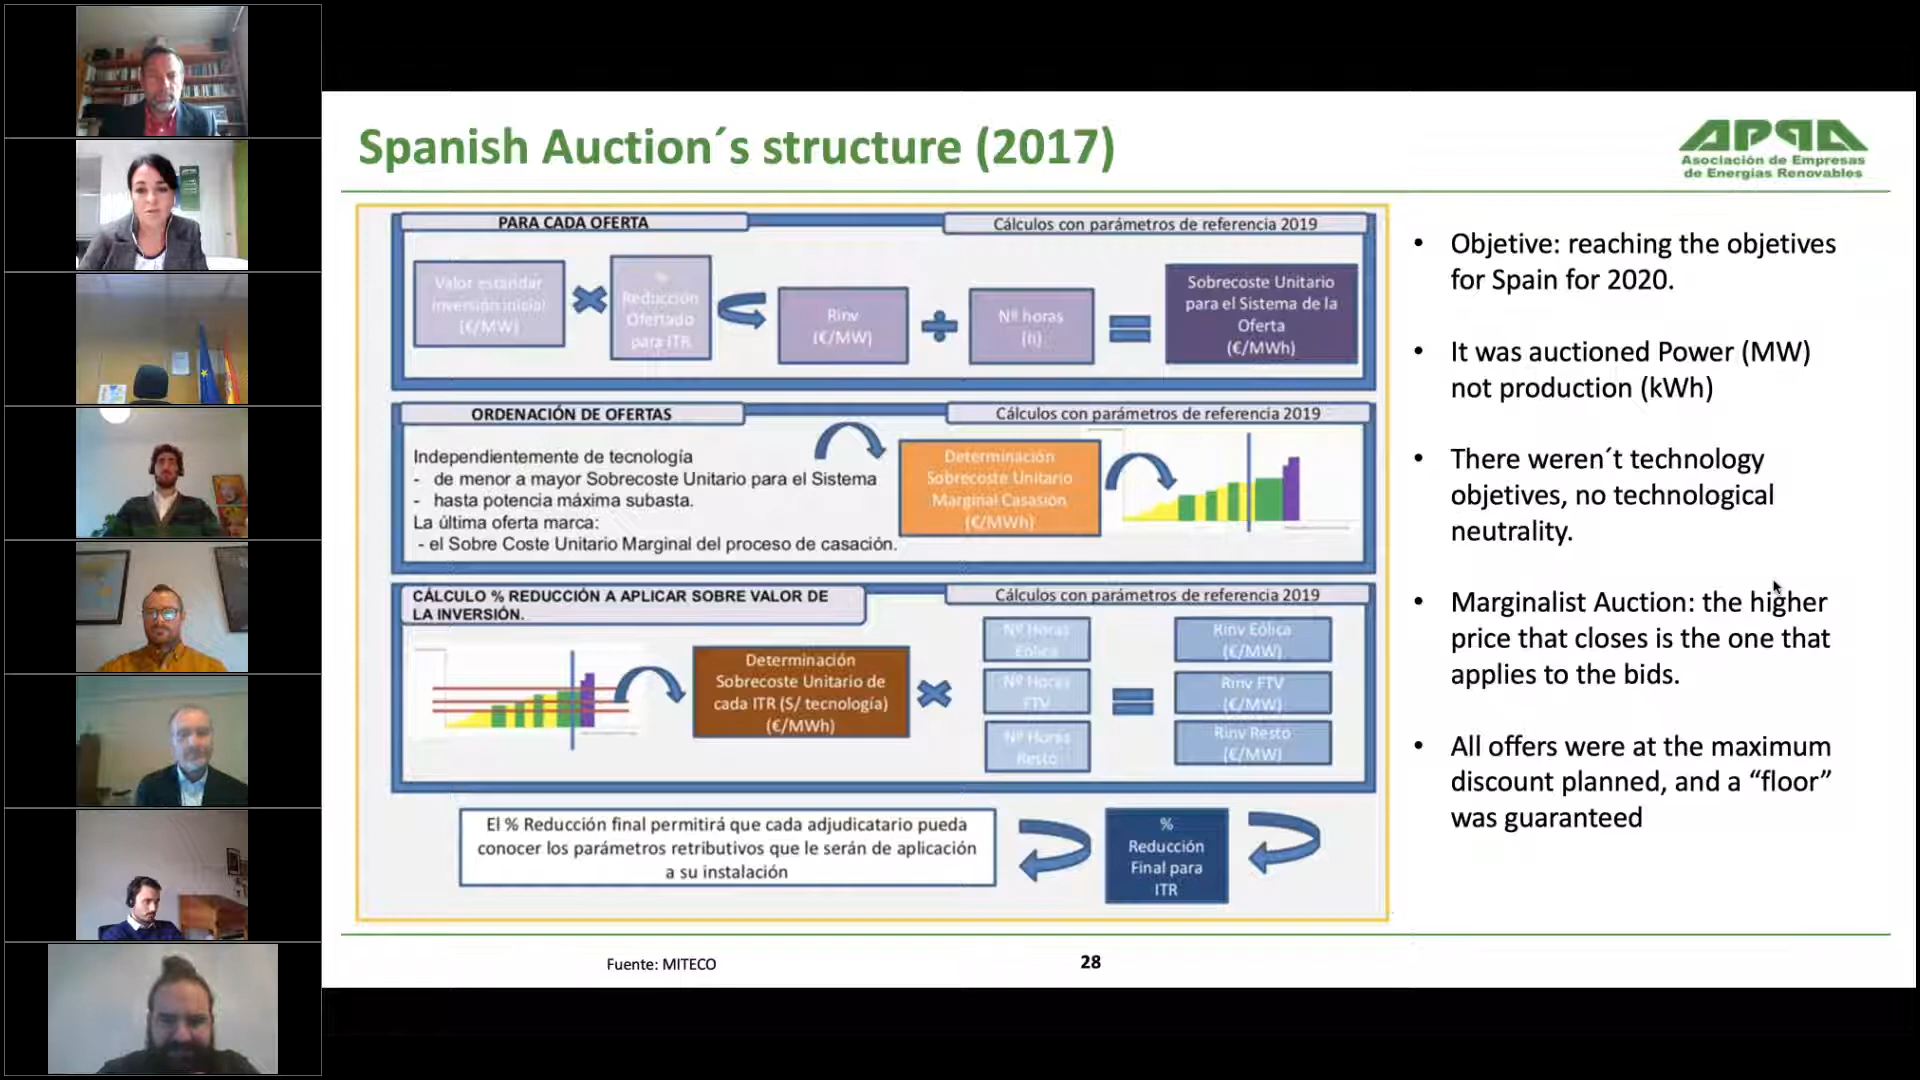 Spanish Auction´s structure (2017)
APPA
Asociación de Empresas
de Energías Renovables
PARA CADA OFERTA
Cálculos con parámetros de referencia 2019
Valor estándar
inversión inicial
(€/MW)
%
Reducción
Ofertado
para ITR
Rinv
(€/MW)
Nº horas
(h)
Sobrecoste Unitario
para el Sistema de la
Oferta
(€/MWh)
ORDENACIÓN DE OFERTAS
Cálculos con parámetros de referencia 2019
Independientemente de tecnología
- de menor a mayor Sobrecoste Unitario para el Sistema
- hasta potencia máxima subasta.
La última oferta marca:
- el Sobre Coste Unitario Marginal del proceso de casación.
Determinación
Sobrecoste Unitario
Marginal Casasión
(€/MWh)
CÁLCULO % REDUCCIÓN A APLICAR SOBRE VALOR DE
LA INVERSIÓN.
Cálculos con parámetros de referencia 2019
Determinación
Sobrecoste Unitario de
cada ITR (S/ tecnología)
(€/MWh)
Nº Horas
Eólica
Nº Horas
FTV
Nº Horas
Resto
Rinv Eólica
(€/MW)
Rinv FTV
(€/MW)
Rinv Resto
(€/MW)
El % Reducción final permitirá que cada adjudicatario pueda
conocer los parámetros retributivos que le serán de aplicación
a su instalación
%
Reducción
Final para
ITR
• Objetive: reaching the objetives
for Spain for 2020.
• It was auctioned Power (MW)
not production (kWh)
• There weren´t technology
objetives, no technological
neutrality.
• Marginalist Auction: the higher
price that closes is the one that
applies to the bids.
• All offers were at the maximum
discount planned, and a “floor”
was guaranteed
Fuente: MITECO
28